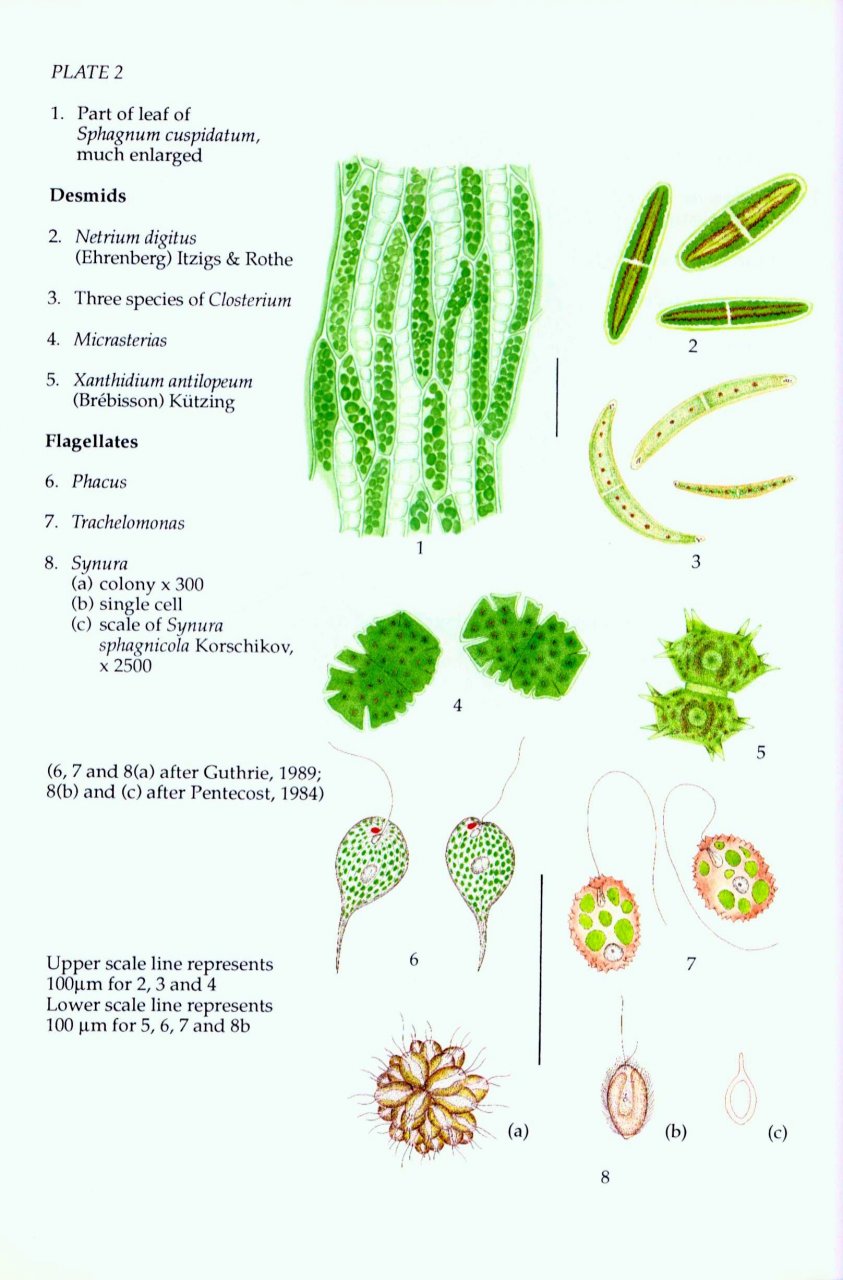 PLATE 2
1. Part of leaf of
Sphagnum cuspidatum,
much enlarged
Desmids
2. Netrium digitus
(Ehrenberg) Itzigs & Rothe
3. Three species of Closterium
4. Micrasterias
5. Xanthidium antilopeum
(Brébisson) Kützing
Flagellates
6. Phacus
7. Trachelomonas
8. Synura
(a) colony x 300
(b) single cell
(c) scale of Synura
sphagnicola Korschikov,
x 2500
(6, 7 and 8(a) after Guthrie, 1989;
8(b) and (c) after Pentecost, 1984)
Upper scale line represents
100µm for 2, 3 and 4
Lower scale line represents
100 µm for 5, 6, 7 and 8b
1
2
3
4
5
6
7
(a)
(b)
(c)
8